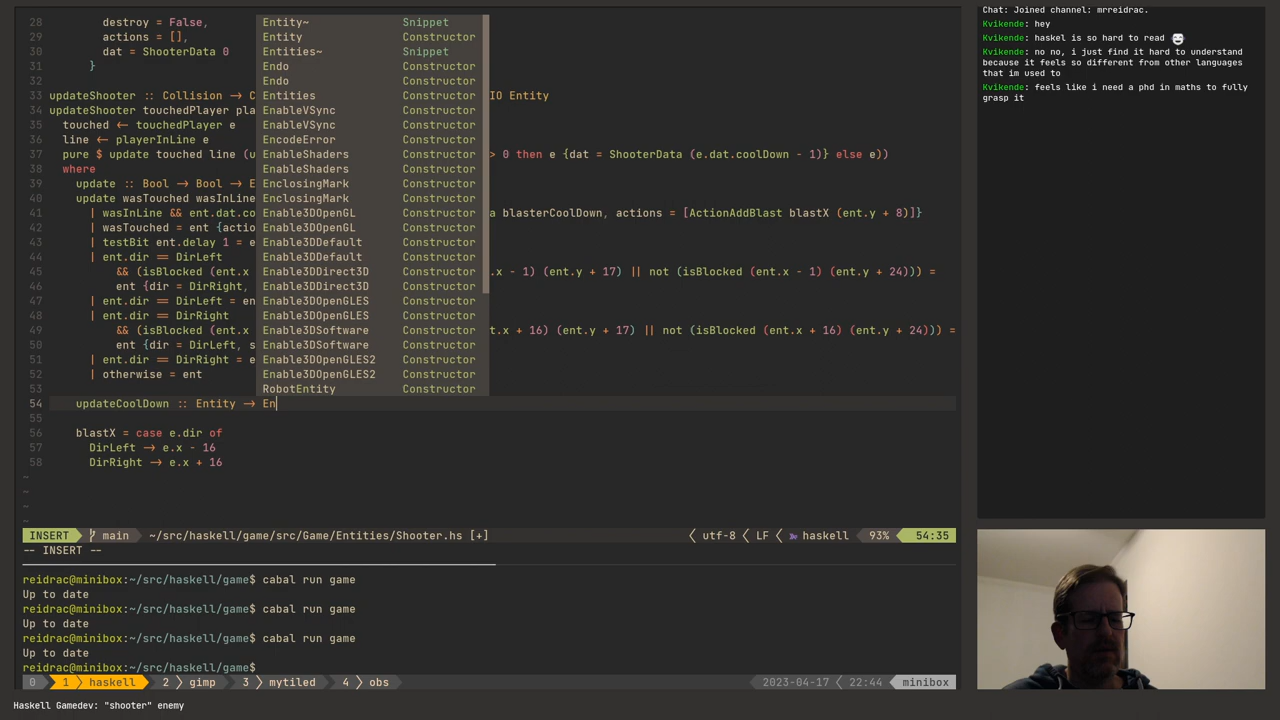 28         destroy = False,
29         actions = [],
30         dat = ShooterData 0
31       }
32
33 updateShooter :: Collision -> C IO Entity
34 updateShooter touchedPlayer pla
35   touched <- touchedPlayer e
36   line <- playerInLine e
37   pure $ update touched line (u > 0 then e {dat = ShooterData (e.dat.coolDown - 1)} else e))
38   where
39     update :: Bool -> Bool -> E
40     update wasTouched wasInLine
41       | wasInLine && ent.dat.co a blasterCoolDown, actions = [ActionAddBlast blastX (ent.y + 8)]}
42       | wasTouched = ent {actio
43       | testBit ent.delay 1 = e
44       | ent.dir == DirLeft
45           && (isBlocked (ent.x .x - 1) (ent.y + 17) || not (isBlocked (ent.x - 1) (ent.y + 24))) =
46           ent {dir = DirRight,
47       | ent.dir == DirLeft = en
48       | ent.dir == DirRight
49           && (isBlocked (ent.x t.x + 16) (ent.y + 17) || not (isBlocked (ent.x + 16) (ent.y + 24))) =
50           ent {dir = DirLeft, s
51       | ent.dir == DirRight = e
52       | otherwise = ent
53
54     updateCoolDown :: Entity -> En
55
56     blastX = case e.dir of
57       DirLeft -> e.x - 16
58       DirRight -> e.x + 16
~
~
~
~
Entity~ Snippet
Entity Constructor
Entities~ Snippet
Endo Constructor
Endo Constructor
Entities Constructor
EnableVSync Constructor
EnableVSync Constructor
EncodeError Constructor
EnableShaders Constructor
EnableShaders Constructor
EnclosingMark Constructor
EnclosingMark Constructor
Enable3DOpenGL Constructor
Enable3DOpenGL Constructor
Enable3DDefault Constructor
Enable3DDefault Constructor
Enable3DDirect3D Constructor
Enable3DDirect3D Constructor
Enable3DOpenGLES Constructor
Enable3DOpenGLES Constructor
Enable3DSoftware Constructor
Enable3DSoftware Constructor
Enable3DOpenGLES2 Constructor
Enable3DOpenGLES2 Constructor
RobotEntity Constructor
INSERT main ~/src/haskell/game/src/Game/Entities/Shooter.hs [+] utf-8 LF haskell 93% 54:35
-- INSERT --
reidrac@minibox:~/src/haskell/game$ cabal run game
Up to date
reidrac@minibox:~/src/haskell/game$ cabal run game
Up to date
reidrac@minibox:~/src/haskell/game$ cabal run game
Up to date
reidrac@minibox:~/src/haskell/game$
0 1 haskell 2 gimp 3 mytiled 4 obs 2023-04-17 22:44 minibox
Haskell Gamedev: "shooter" enemy
Chat: Joined channel: mrreidrac.
Kvikende: hey
Kvikende: haskel is so hard to read
Kvikende: no no, i just find it hard to understand
because it feels so different from other languages
that im used to
Kvikende: feels like i need a phd in maths to fully
grasp it